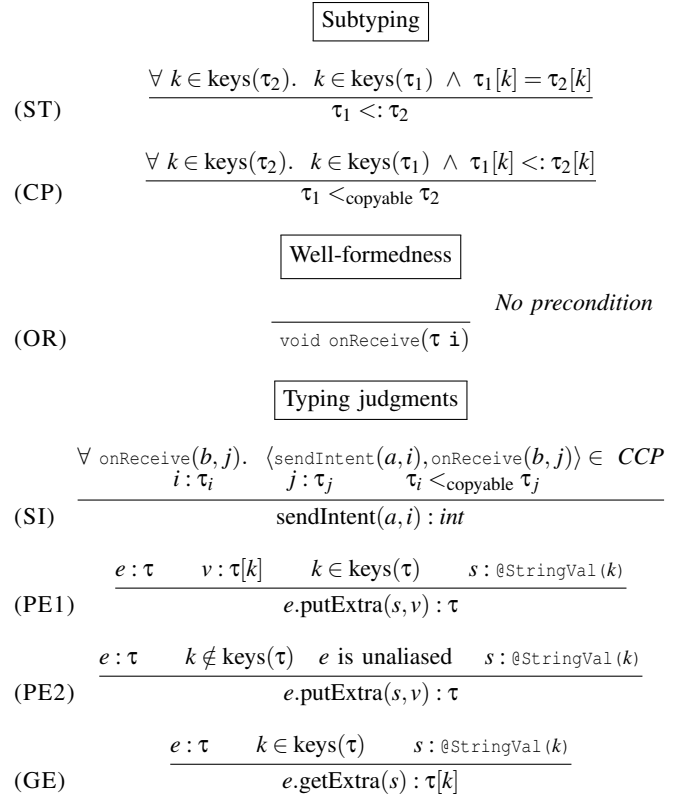 Subtyping
∀ k ∈ keys(τ₂). k ∈ keys(τ₁) ∧ τ₁[k] = τ₂[k]
(ST) τ₁ <: τ₂
∀ k ∈ keys(τ₂). k ∈ keys(τ₁) ∧ τ₁[k] <: τ₂[k]
(CP) τ₁ <copyable τ₂
Well-formedness
No precondition
(OR) void onReceive(τ i)
Typing judgments
∀ onReceive(b, j). ⟨sendIntent(a,i),onReceive(b, j)⟩ ∈ CCP
i : τᵢ j : τⱼ τᵢ <copyable τⱼ
(SI) sendIntent(a,i) : int
e : τ v : τ[k] k ∈ keys(τ) s : @StringVal(k)
(PE1) e.putExtra(s,v) : τ
e : τ k ∉ keys(τ) e is unaliased s : @StringVal(k)
(PE2) e.putExtra(s,v) : τ
e : τ k ∈ keys(τ) s : @StringVal(k)
(GE) e.getExtra(s) : τ[k]